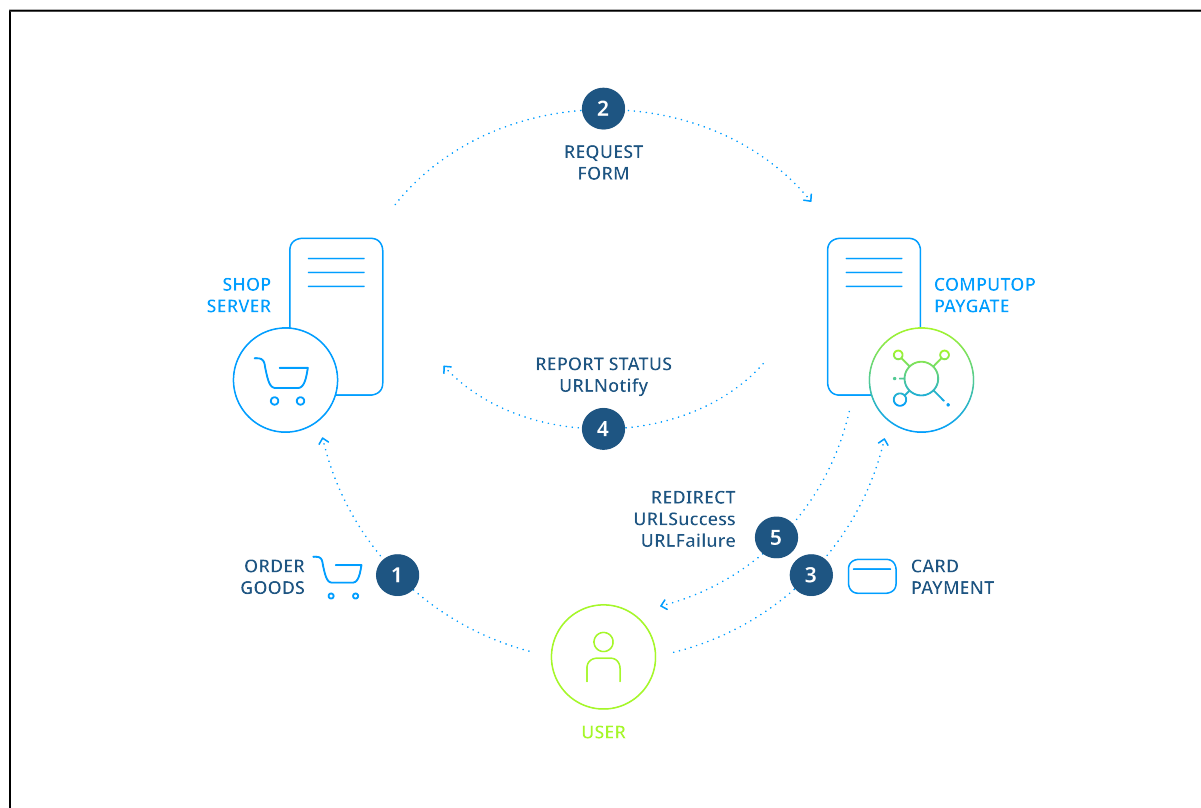 2
REQUEST
FORM
SHOP
SERVER
COMPUTOP
PAYGATE
REPORT STATUS
URLNotify
4
REDIRECT
URLSuccess
URLFailure
5
ORDER
GOODS
1
3
CARD
PAYMENT
USER